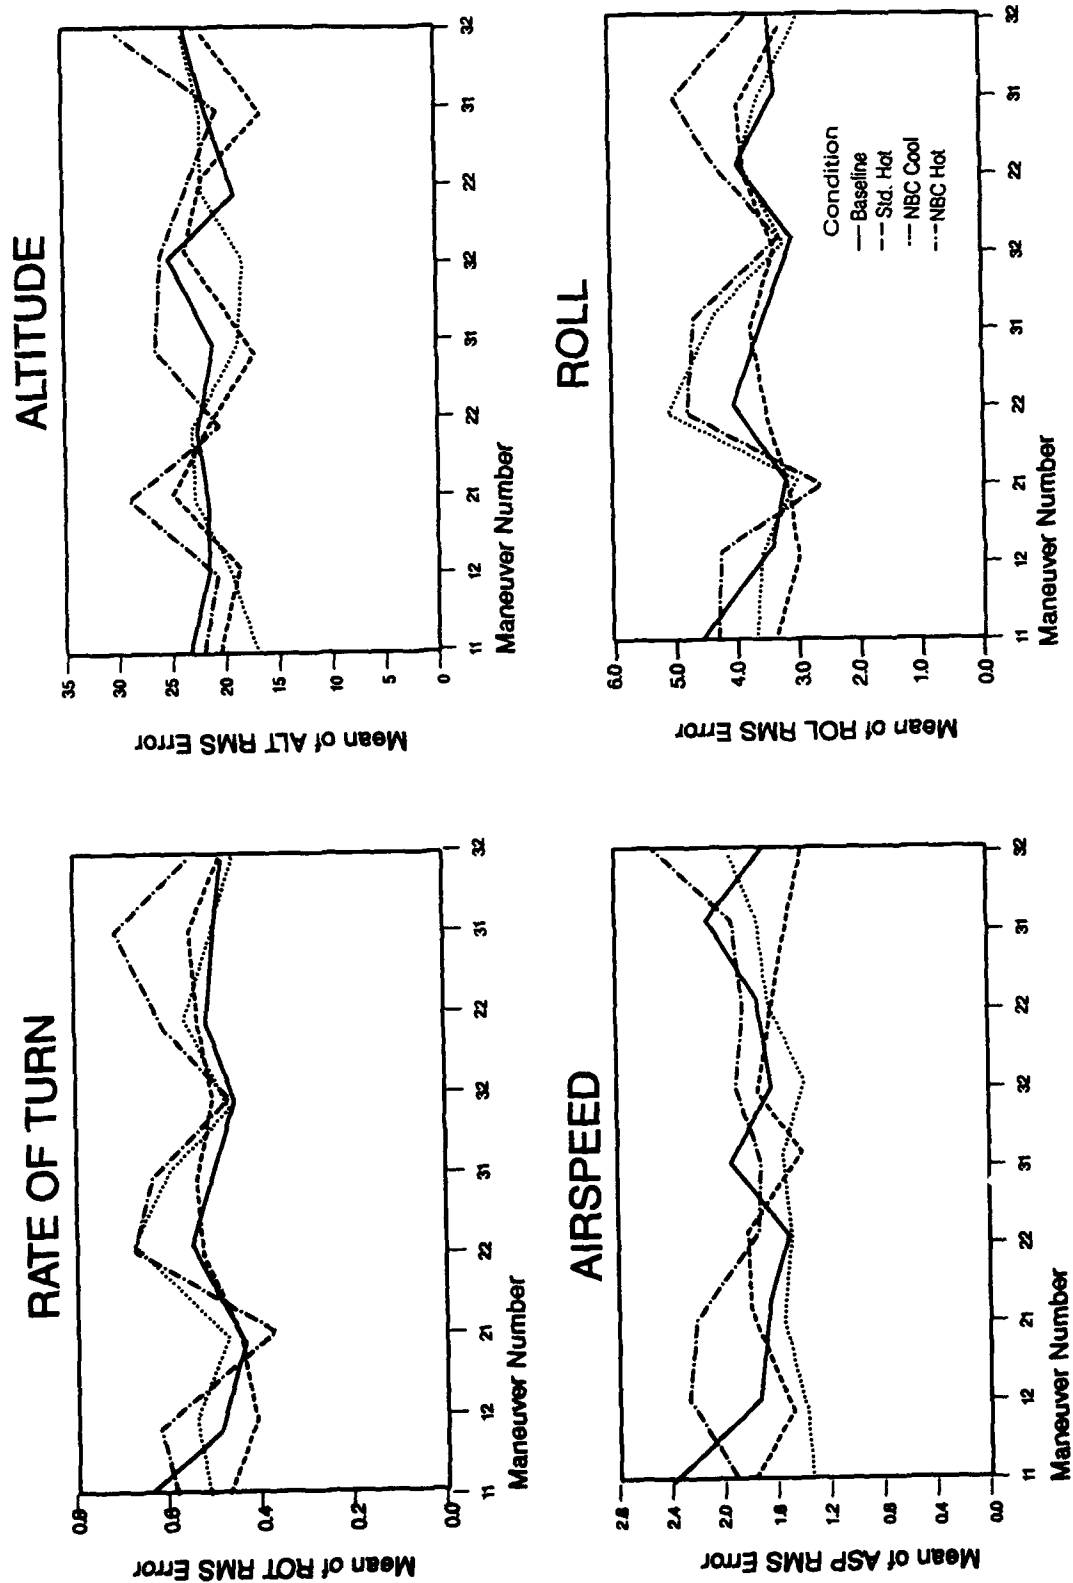 RATE OF TURN
Mean of ROT RMS Error
0.8
0.6
0.4
0.2
0.0
11 12 21 22 31 32 22 31 32
Maneuver Number
ALTITUDE
Mean of ALT RMS Error
35
30
25
20
15
10
5
0
11 12 21 22 31 32 22 31 32
Maneuver Number
AIRSPEED
Mean of ASP RMS Error
2.8
2.4
2.0
1.6
1.2
0.8
0.4
0.0
11 12 21 22 31 32 22 31 32
Maneuver Number
ROLL
Mean of ROL RMS Error
6.0
5.0
4.0
3.0
2.0
1.0
0.0
11 12 21 22 31 32 22 31 32
Maneuver Number
Condition
Baseline
Std. Hot
NBC Cool
NBC Hot